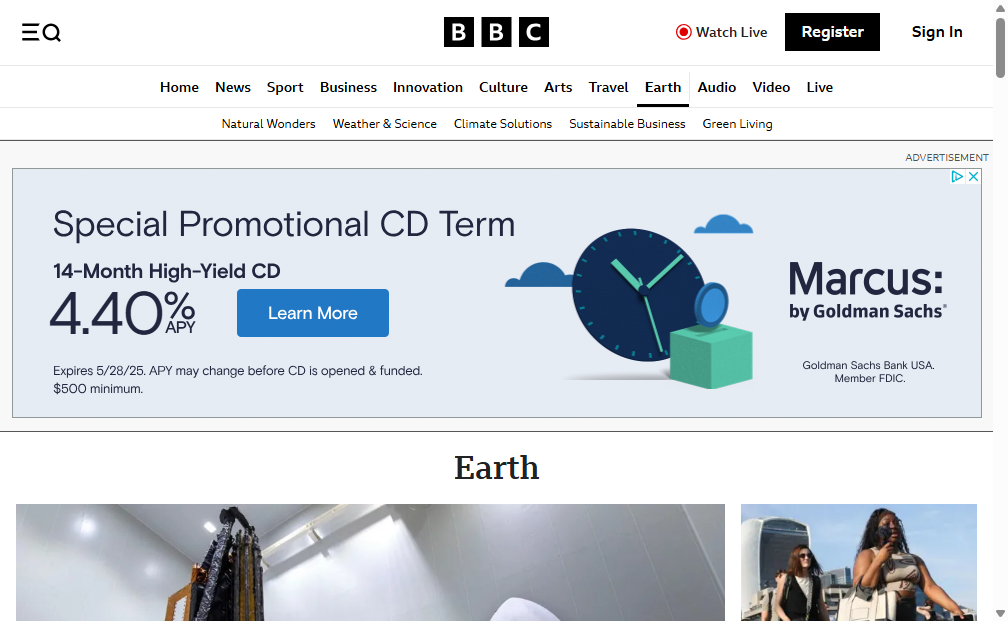 BBC
Watch Live
Register
Sign In
Home News Sport Business Innovation Culture Arts Travel Earth Audio Video Live
Natural Wonders Weather & Science Climate Solutions Sustainable Business Green Living
ADVERTISEMENT
Special Promotional CD Term
14-Month High-Yield CD
4.40% APY
Learn More
Expires 5/28/25. APY may change before CD is opened & funded.
$500 minimum.
Marcus:
by Goldman Sachs®
Goldman Sachs Bank USA.
Member FDIC.
Earth